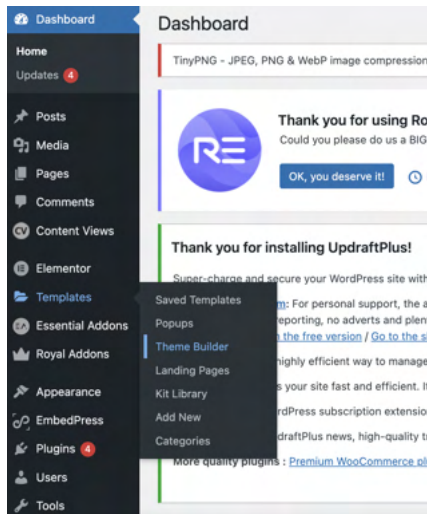 Dashboard
Home
Updates 4
Posts
Media
Pages
Comments
Content Views
Elementor
Templates
Essential Addons
Royal Addons
Appearance
EmbedPress
Plugins 4
Users
Tools
Saved Templates
Popups
Theme Builder
Landing Pages
Kit Library
Add New
Categories
Dashboard
TinyPNG - JPEG, PNG & WebP image compression
RE
Thank you for using Ro
Could you please do us a BIG
OK, you deserve it!
Thank you for installing UpdraftPlus!
Super-charge and secure your WordPress site with
m: For personal support, the a
reporting, no adverts and plen
the free version / Go to the s
highly efficient way to manage
s your site fast and efficient. I
rdPress subscription extensio
draftPlus news, high-quality t
More quality plugins : Premium WooCommerce pl